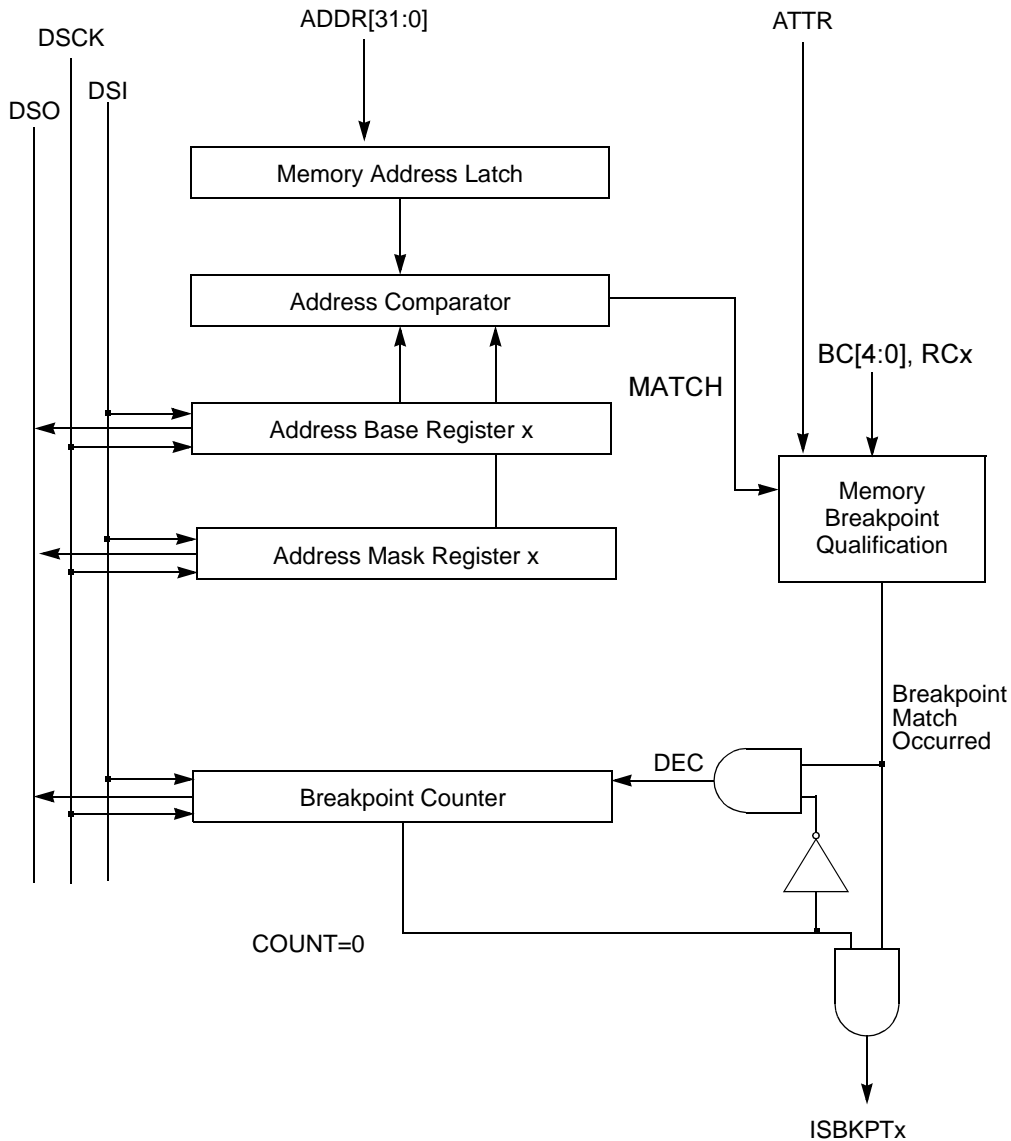 ADDR[31:0]
ATTR
DSCK
DSI
DSO
Memory Address Latch
Address Comparator
BC[4:0], RCx
MATCH
Address Base Register x
Memory
Breakpoint
Qualification
Address Mask Register x
Breakpoint
Match
Occurred
DEC
Breakpoint Counter
COUNT=0
ISBKPTx